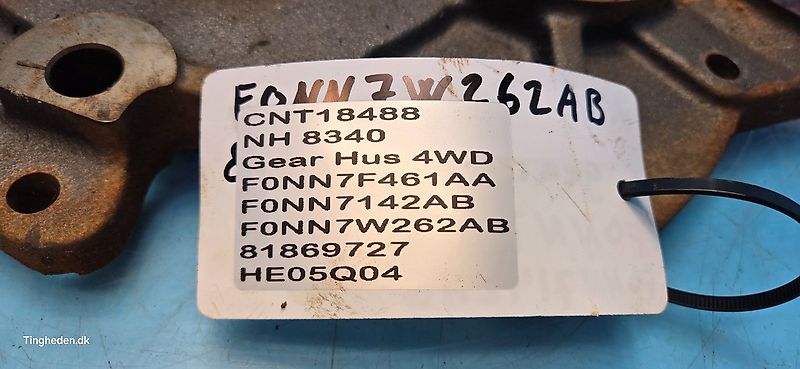 F0NN7W262AB
CNT18488
NH 8340
Gear Hus 4WD
F0NN7F461AA
F0NN7142AB
F0NN7W262AB
81869727
HE05Q04
Tingheden.dk